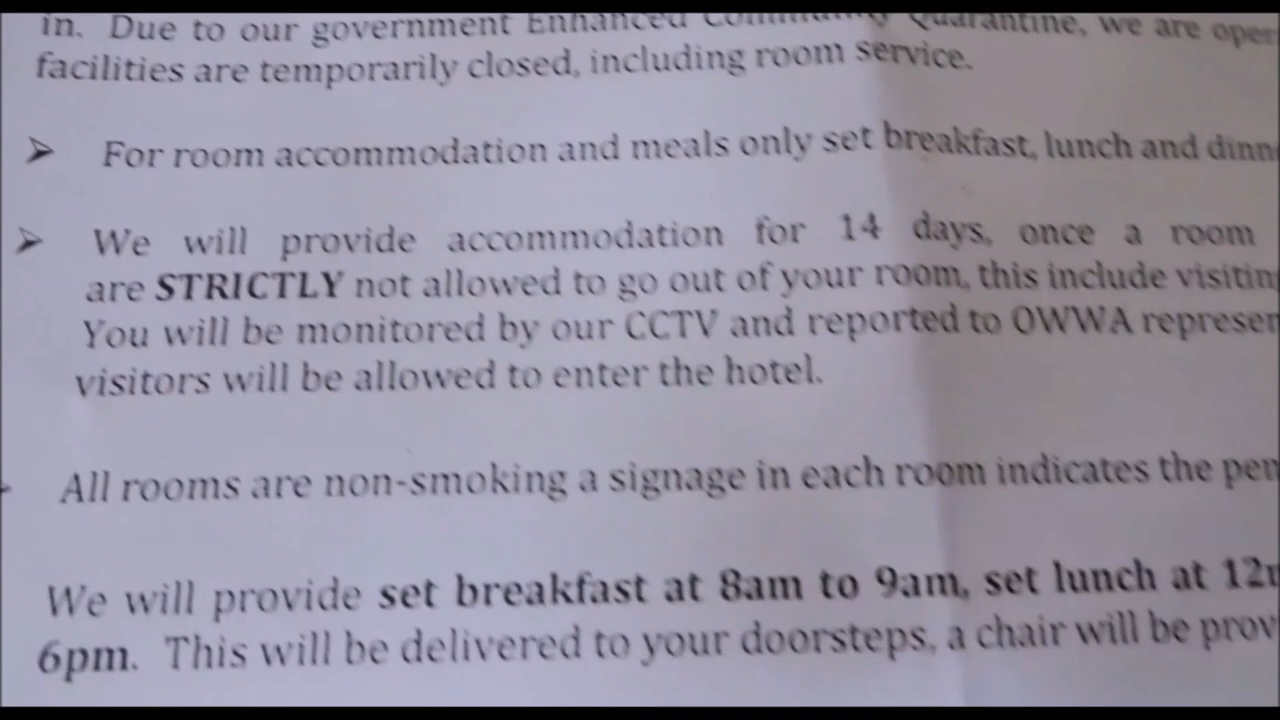 in. Due to our government Enhanced Community Quarantine, we are
facilities are temporarily closed, including room service.
➤ For room accommodation and meals only set breakfast, lunch and
➤ We will provide accommodation for 14 days, once a room
are STRICTLY not allowed to go out of your room, this include
You will be monitored by our CCTV and reported to OWWA
visitors will be allowed to enter the hotel.
All rooms are non-smoking a signage in each room indicates the
We will provide set breakfast at 8am to 9am, set lunch at
6pm. This will be delivered to your doorsteps, a chair will be